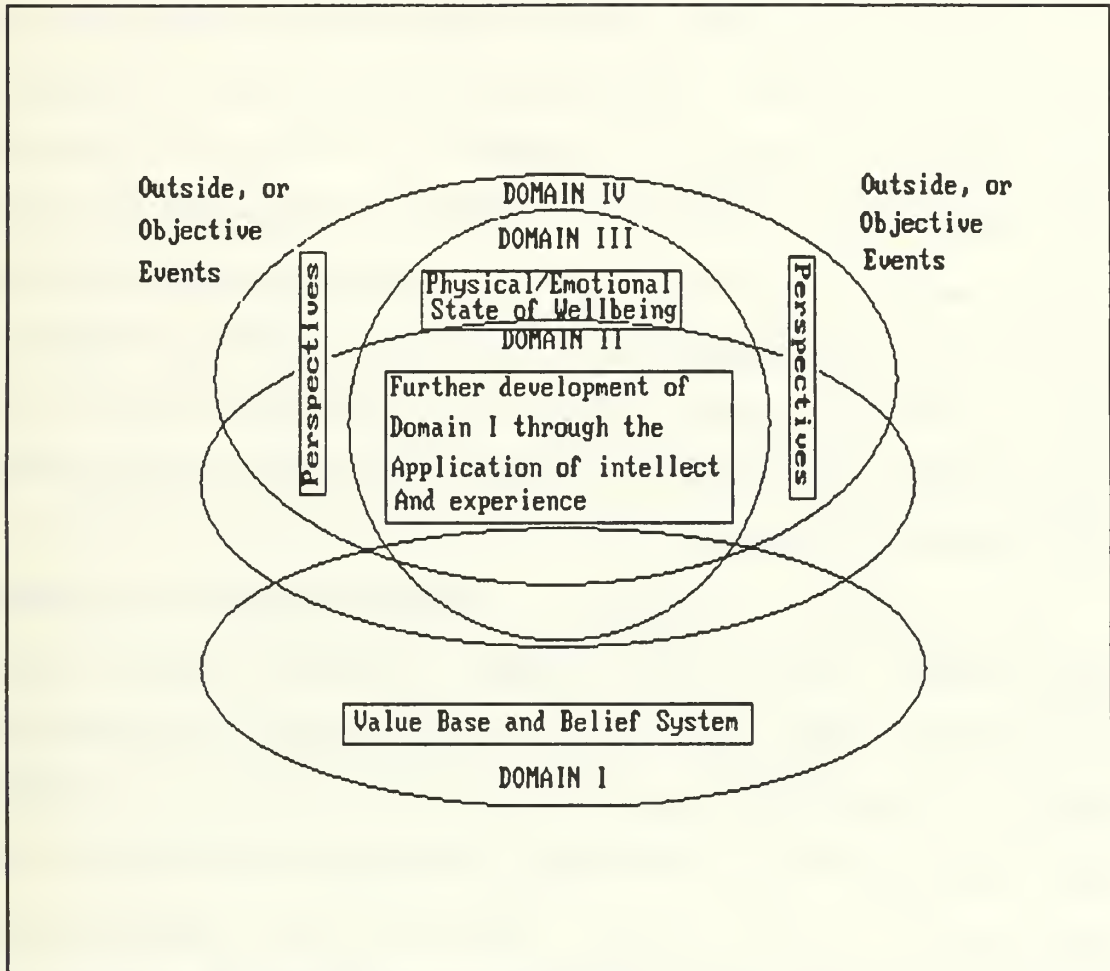 Outside, or
Objective
Events
DOMAIN IV
Outside, or
Objective
Events
DOMAIN III
Perspectives
Physical/Emotional
State of Wellbeing
Perspectives
DOMAIN II
Further development of
Domain I through the
Application of intellect
And experience
Value Base and Belief System
DOMAIN I